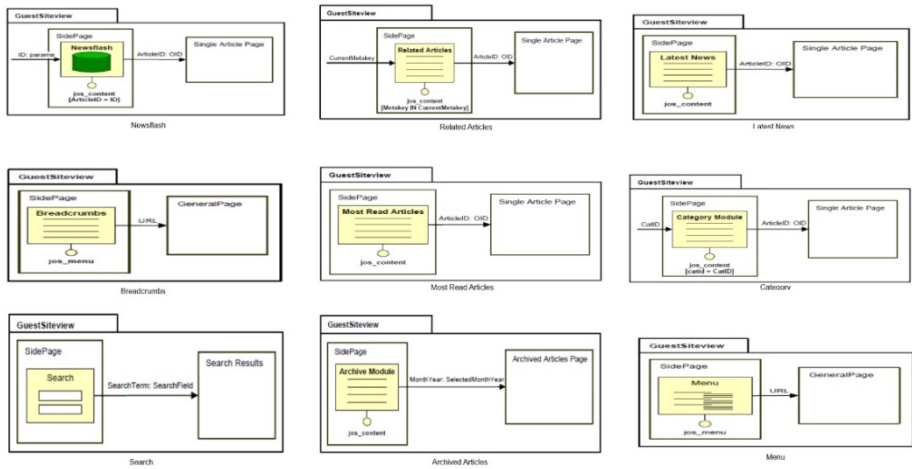 GuestSiteview
SidePage
Newsflash
ID: params
ArticleID: OID
Single Article Page
jos_content
[ArticleID = ID]
Newsflash
GuestSiteview
SidePage
Related Articles
CurrentMetakey
ArticleID: OID
Single Article Page
jos_content
[Metakey IN CurrentMetakey]
Related Articles
GuestSiteview
SidePage
Latest News
ArticleID: OID
Single Article Page
jos_content
Latest News
GuestSiteview
SidePage
Breadcrumbs
URL
GeneralPage
jos_menu
Breadcrumbs
GuestSiteview
SidePage
Most Read Articles
ArticleID: OID
Single Article Page
jos_content
Most Read Articles
GuestSiteview
SidePage
Category Module
CatID
ArticleID: OID
Single Article Page
jos_content
[catid = CatID]
Category
GuestSiteview
SidePage
Search
SearchTerm: SearchField
Search Results
Search
GuestSiteview
SidePage
Archive Module
MonthYear: SelectedMonthYear
Archived Articles Page
jos_content
Archived Articles
GuestSiteview
SidePage
Menu
URL
GeneralPage
jos_menu
Menu